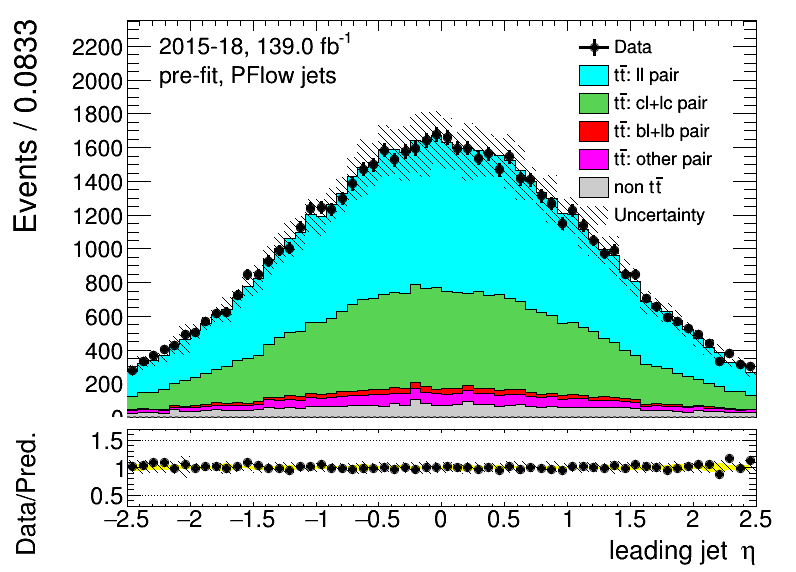 2015-18, 139.0 fb-1
pre-fit, PFlow jets
Data
tt̄: ll pair
tt̄: cl+lc pair
tt̄: bl+lb pair
tt̄: other pair
non tt̄
Uncertainty
Events / 0.0833
2200
2000
1800
1600
1400
1200
1000
800
600
400
200
0
Data/Pred.
1.5
1
0.5
−2.5 −2 −1.5 −1 −0.5 0 0.5 1 1.5 2 2.5
leading jet η